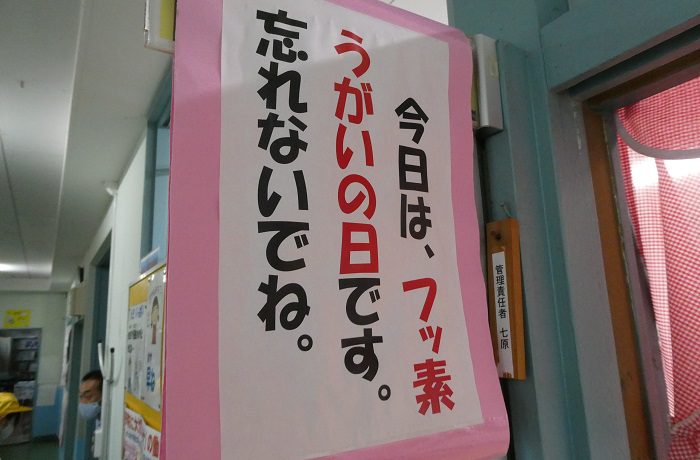 今日は、フッ素
うがいの日です。
忘れないでね。
管理責任者 七原